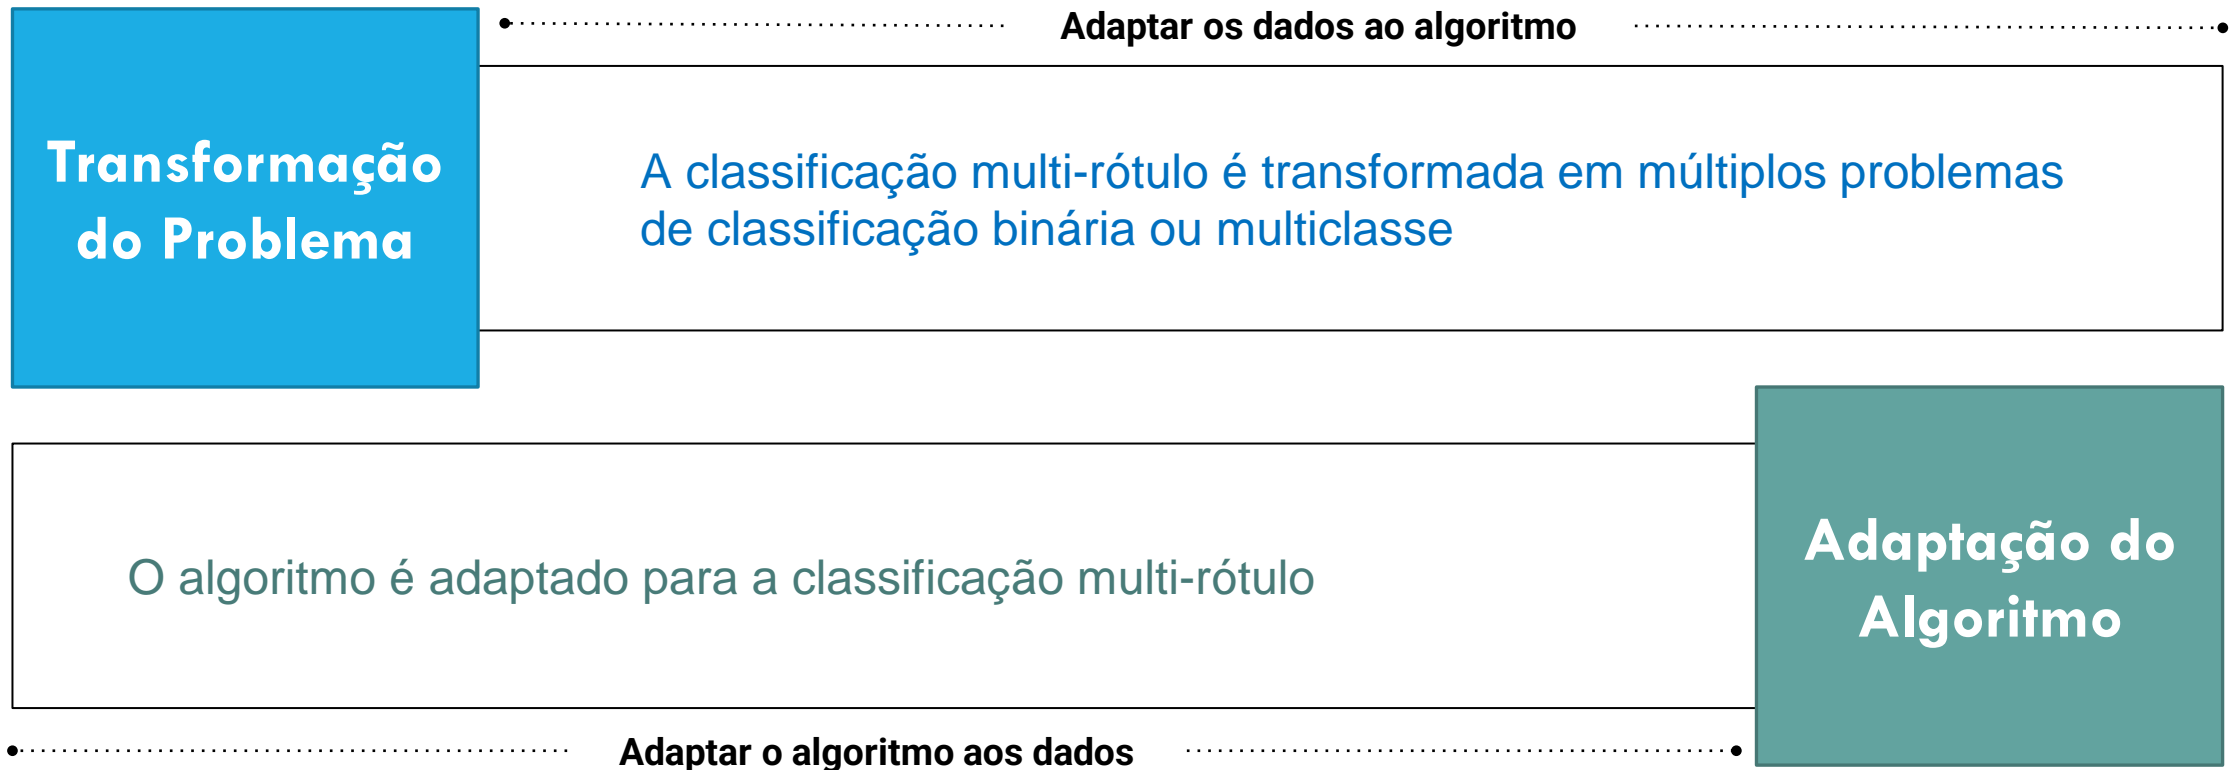 Adaptar os dados ao algoritmo
Transformação
do Problema
A classificação multi-rótulo é transformada em múltiplos problemas
de classificação binária ou multiclasse
O algoritmo é adaptado para a classificação multi-rótulo
Adaptação do
Algoritmo
Adaptar o algoritmo aos dados